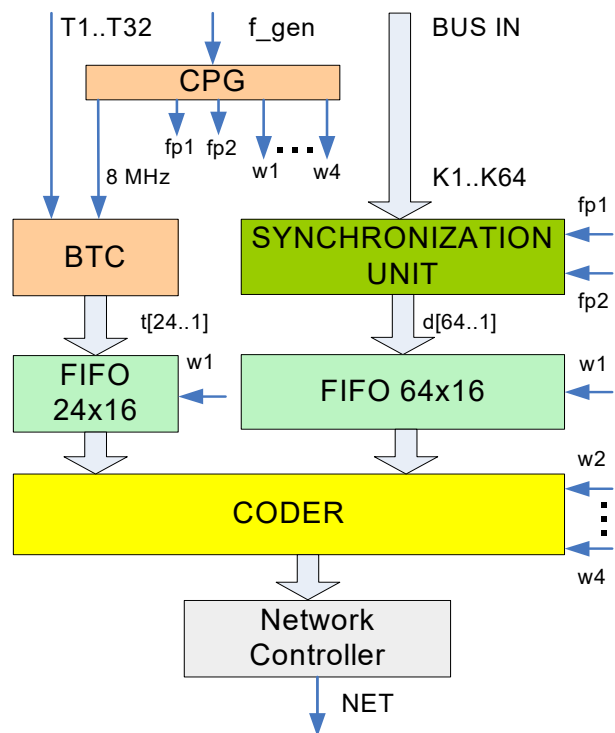 T1..T32
f_gen
BUS IN
CPG
fp1
fp2
w1
w4
8 MHz
K1..K64
fp1
BTC
SYNCHRONIZATION
UNIT
fp2
t[24..1]
d[64..1]
w1
w1
FIFO
24x16
FIFO 64x16
w2
CODER
w4
Network
Controller
NET